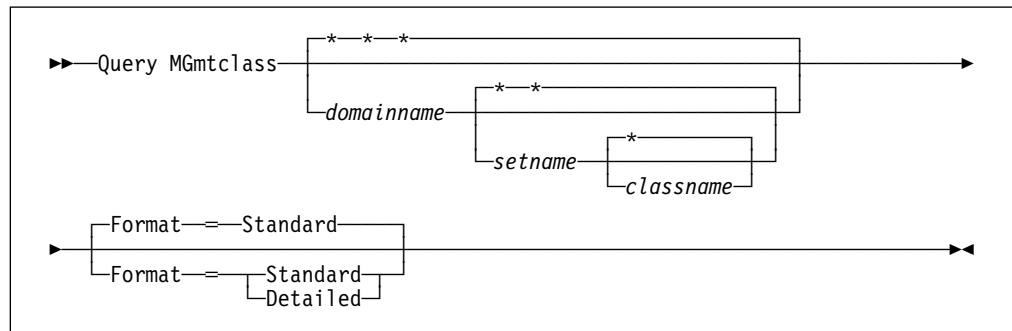 * * *
Query MGmtclass
* *
domainname
*
setname
classname
Format = Standard
Format = Standard
Detailed